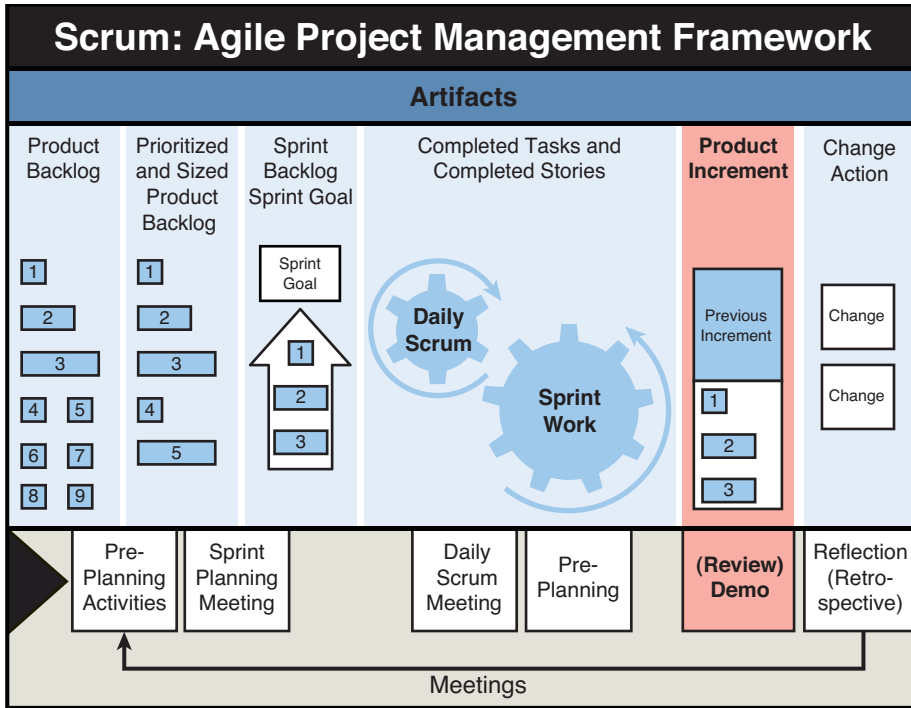 Scrum: Agile Project Management Framework
Artifacts
Product
Backlog
1
2
3
4 5
6 7
8 9
Prioritized
and Sized
Product
Backlog
1
2
3
4
5
Sprint
Backlog
Sprint Goal
Sprint
Goal
1
2
3
Completed Tasks and
Completed Stories
Daily
Scrum
Sprint
Work
Product
Increment
Previous
Increment
1
2
3
Change
Action
Change
Change
Pre-
Planning
Activities
Sprint
Planning
Meeting
Daily
Scrum
Meeting
Pre-
Planning
(Review)
Demo
Reflection
(Retro-
spective)
Meetings